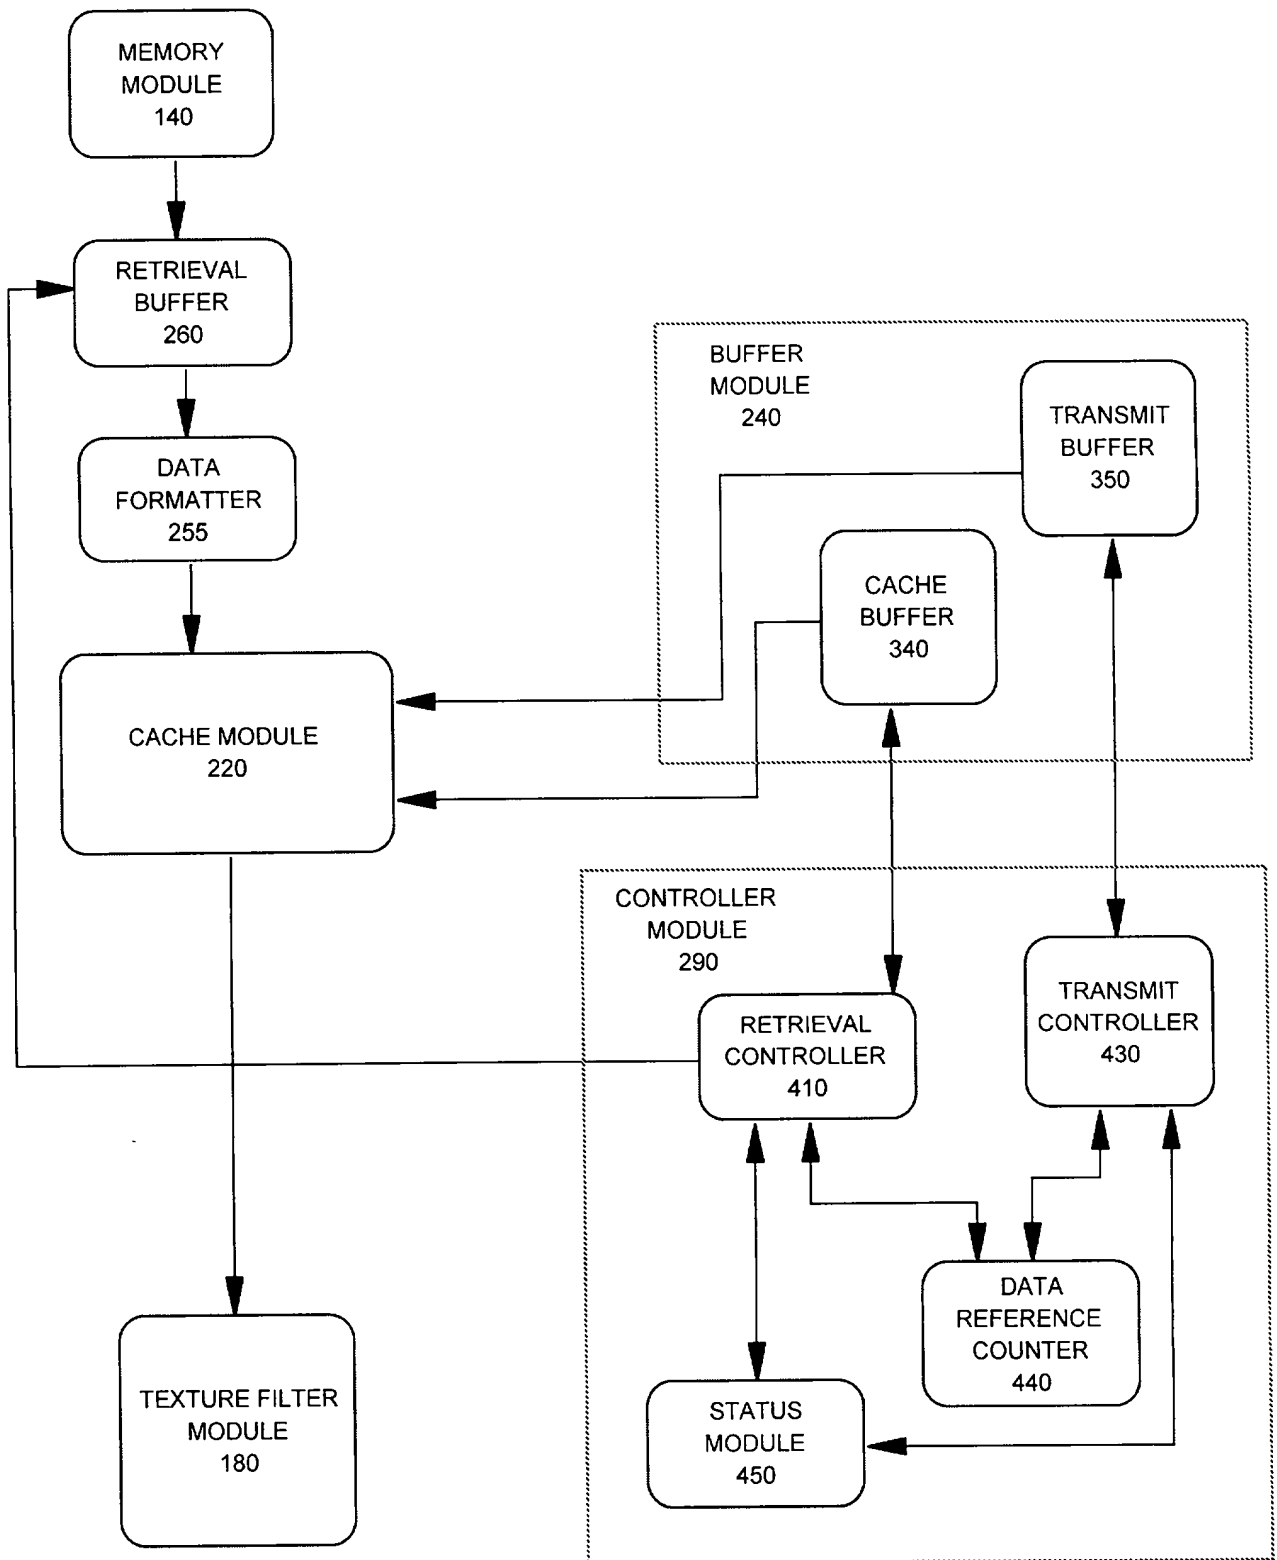 MEMORY
MODULE
140
RETRIEVAL
BUFFER
260
DATA
FORMATTER
255
CACHE MODULE
220
TEXTURE FILTER
MODULE
180
BUFFER
MODULE
240
TRANSMIT
BUFFER
350
CACHE
BUFFER
340
CONTROLLER
MODULE
290
RETRIEVAL
CONTROLLER
410
TRANSMIT
CONTROLLER
430
DATA
REFERENCE
COUNTER
440
STATUS
MODULE
450